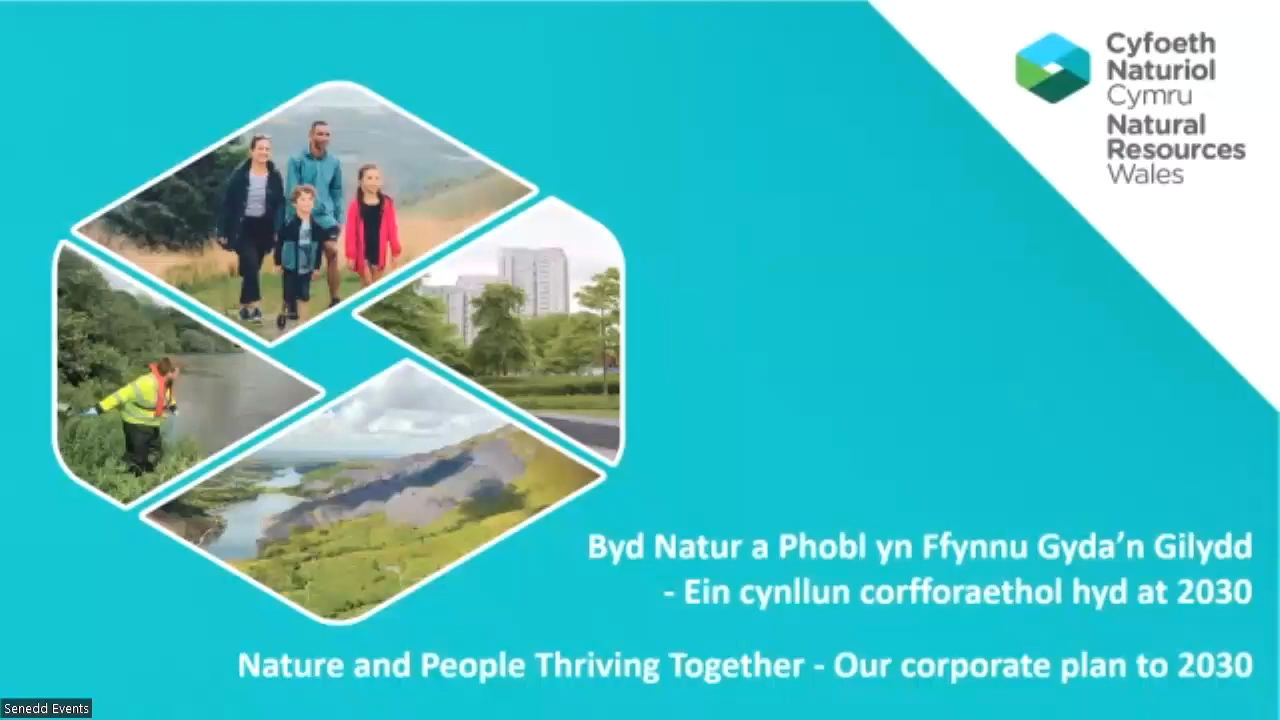 Cyfoeth
Naturiol
Cymru
Natural
Resources
Wales
Byd Natur a Phobl yn Ffynnu Gyda’n Gilydd
- Ein cynllun corfforaethol hyd at 2030
Nature and People Thriving Together - Our corporate plan to 2030
Senedd Events